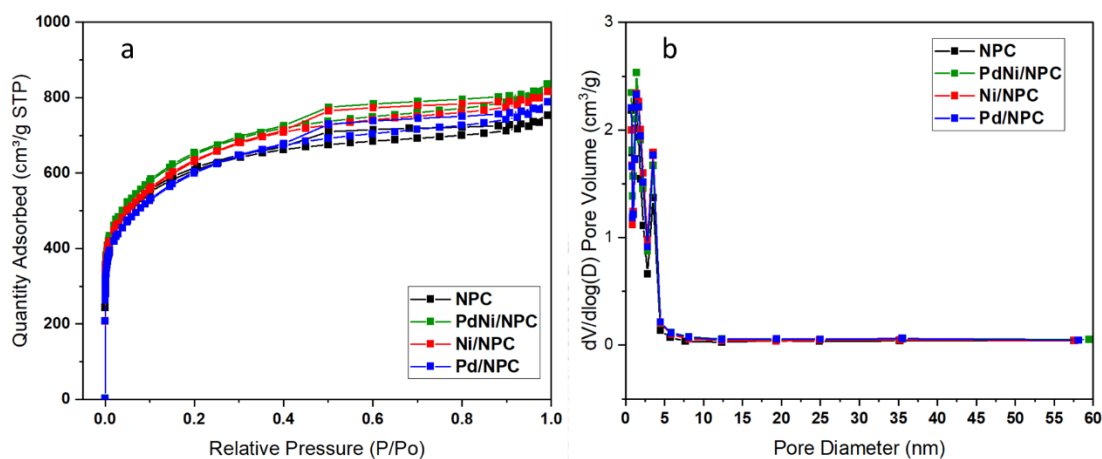 a
Quantity Adsorbed (cm³/g STP)
1000
800
600
400
200
0
0.0 0.2 0.4 0.6 0.8 1.0
Relative Pressure (P/Po)
NPC
PdNi/NPC
Ni/NPC
Pd/NPC
b
dV/dlog(D) Pore Volume (cm³/g)
3
2
1
0
0 5 10 15 20 25 30 35 40 45 50 55 60
Pore Diameter (nm)
NPC
PdNi/NPC
Ni/NPC
Pd/NPC